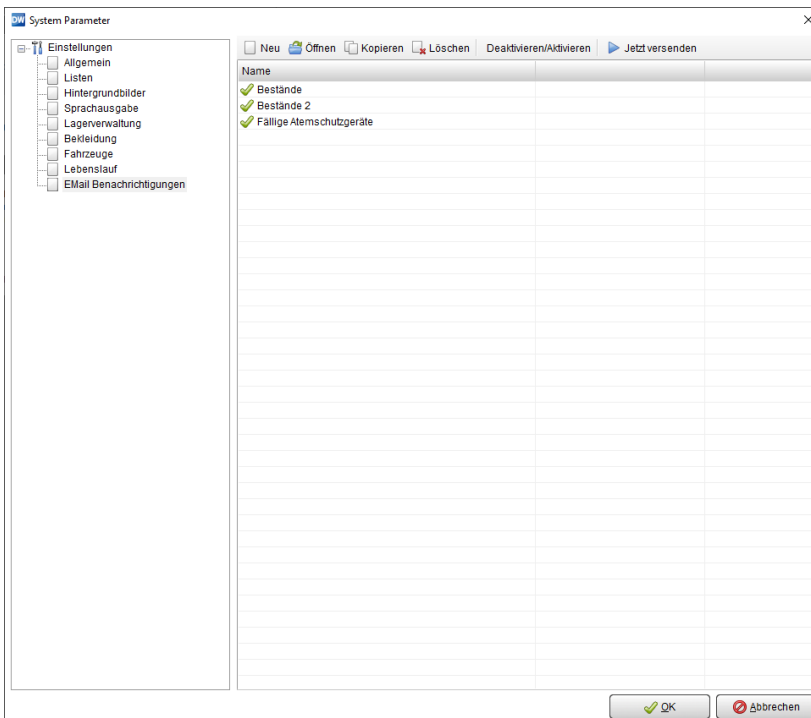 DW System Parameter
Einstellungen
Allgemein
Listen
Hintergrundbilder
Sprachausgabe
Lagerverwaltung
Bekleidung
Fahrzeuge
Lebenslauf
EMail Benachrichtigungen
Neu Öffnen Kopieren Löschen Deaktivieren/Aktivieren Jetzt versenden
Name
Bestände
Bestände 2
Fällige Atemschutzgeräte
OK Abbrechen